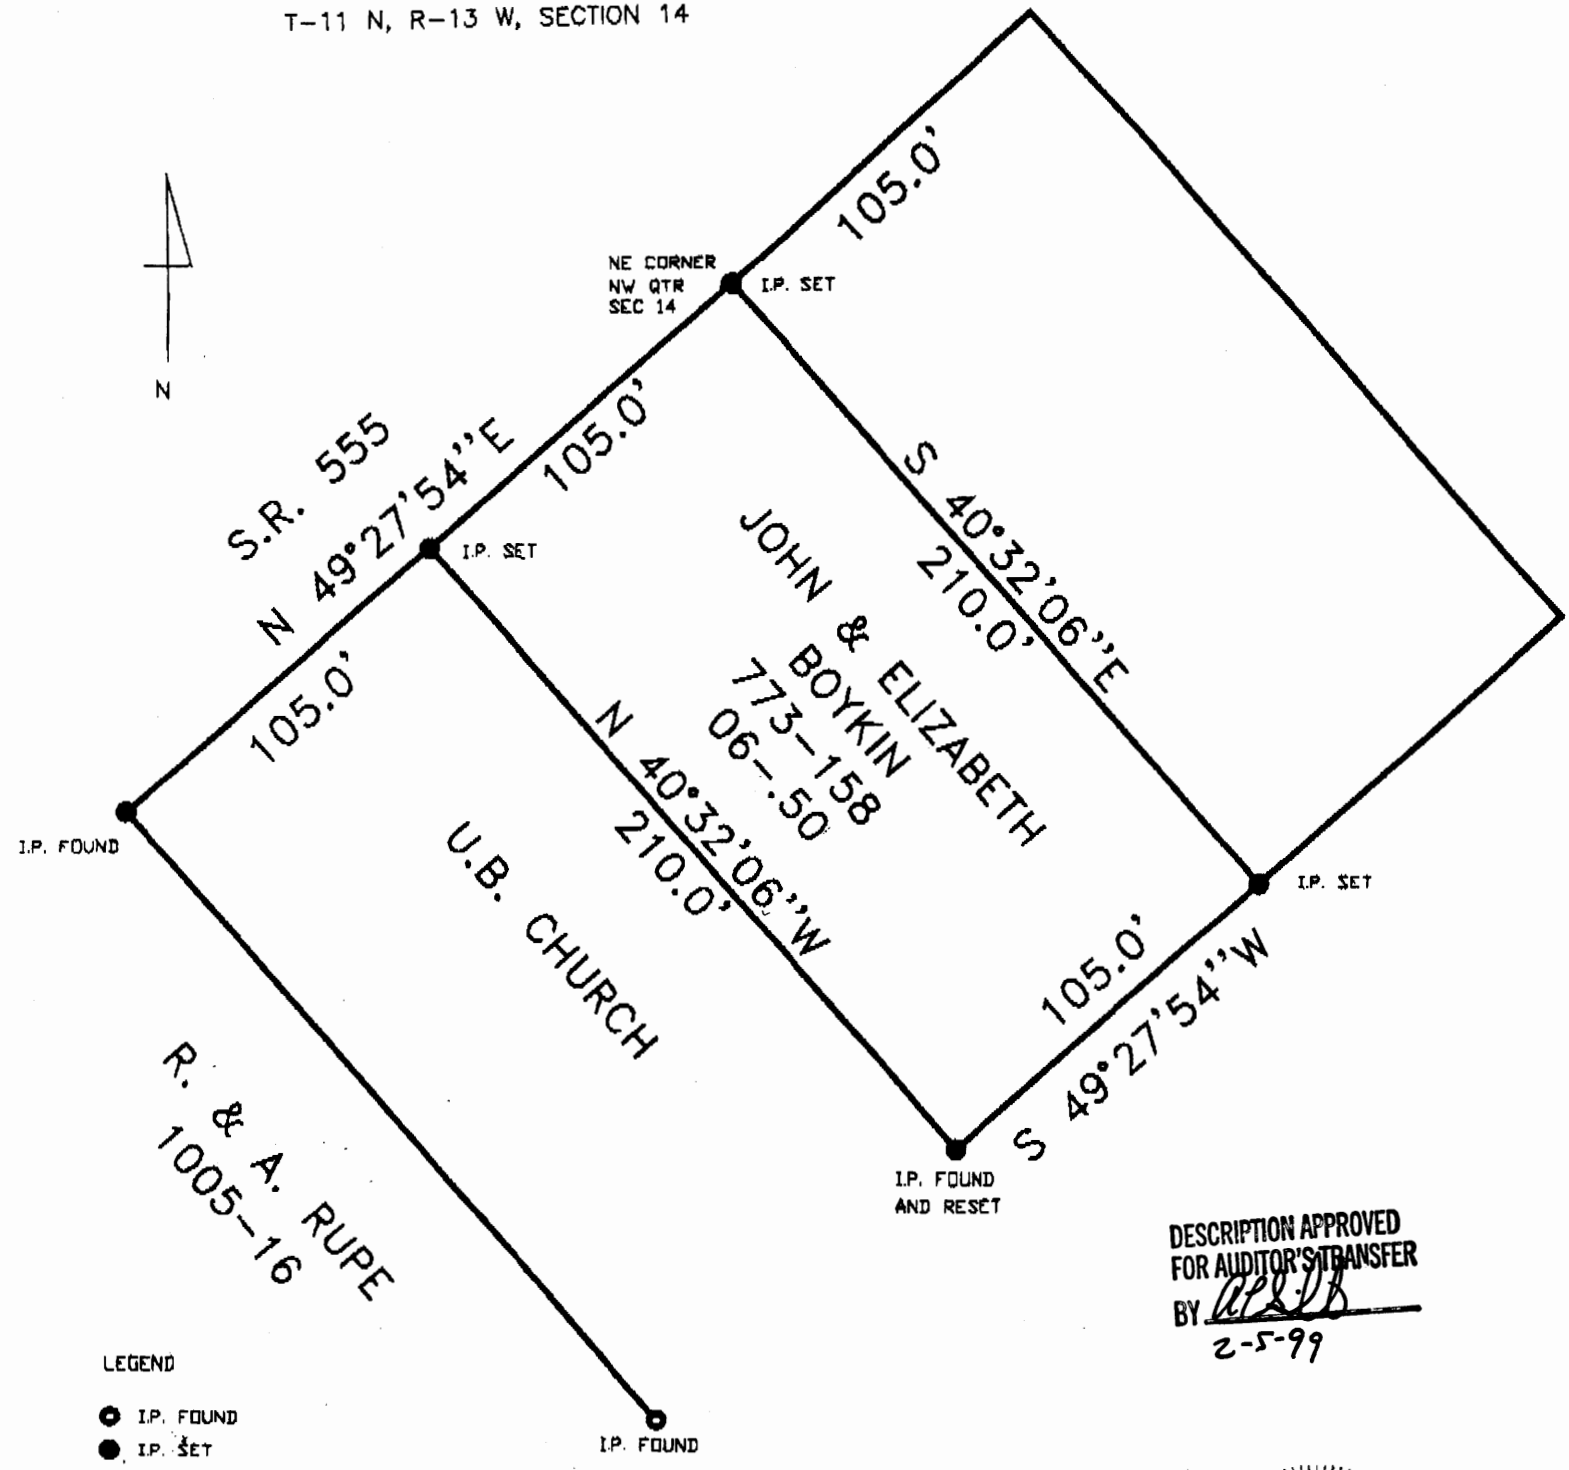 T-11 N, R-13 W, SECTION 14
105.0'
NE CORNER
NW QTR
SEC 14
I.P. SET
N
S.R. 555
N 49°27'54''E
105.0'
I.P. SET
105.0'
I.P. FOUND
S 40°32'06''E
210.0'
JOHN & ELIZABETH
BOYKIN
773-158
06-.50
N 40°32'06''W
210.0'
U.B. CHURCH
I.P. SET
105.0'
S 49°27'54''W
I.P. FOUND
AND RESET
R. & A. RUPE
1005-16
DESCRIPTION APPROVED
FOR AUDITOR'S TRANSFER
BY
2-5-99
LEGEND
I.P. FOUND
I.P. SET
I.P. FOUND